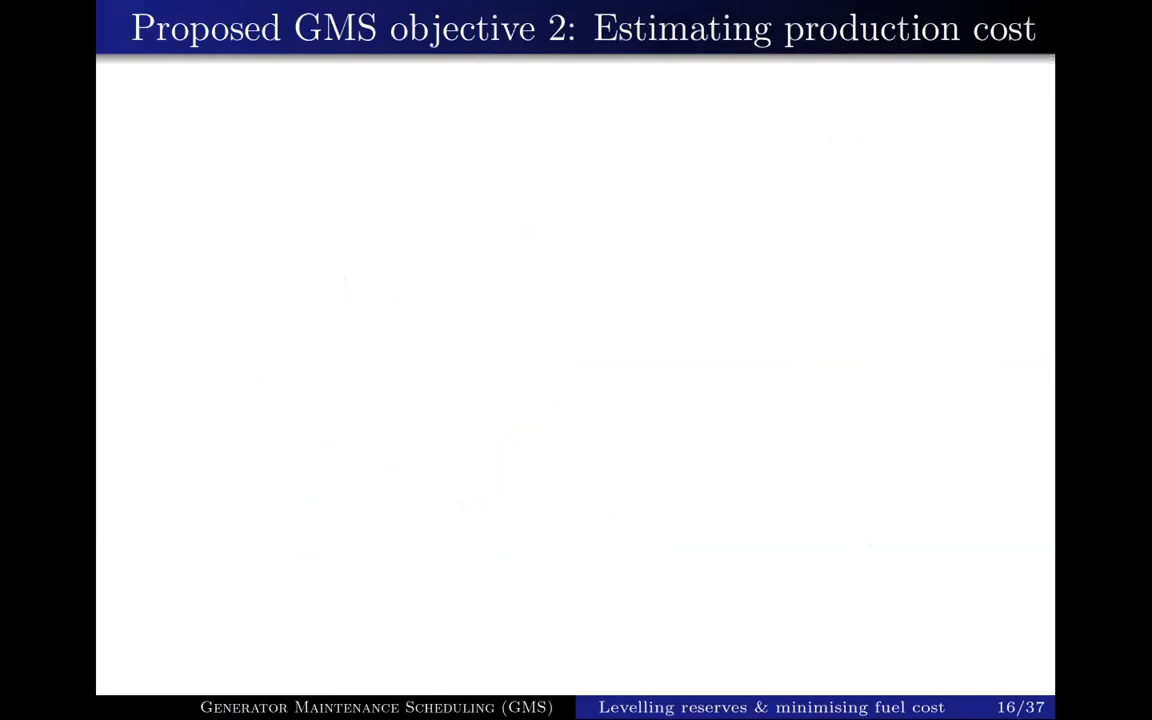 Proposed GMS objective 2: Estimating production cost
Generator Maintenance Scheduling (GMS)
Levelling reserves & minimising fuel cost
16/37